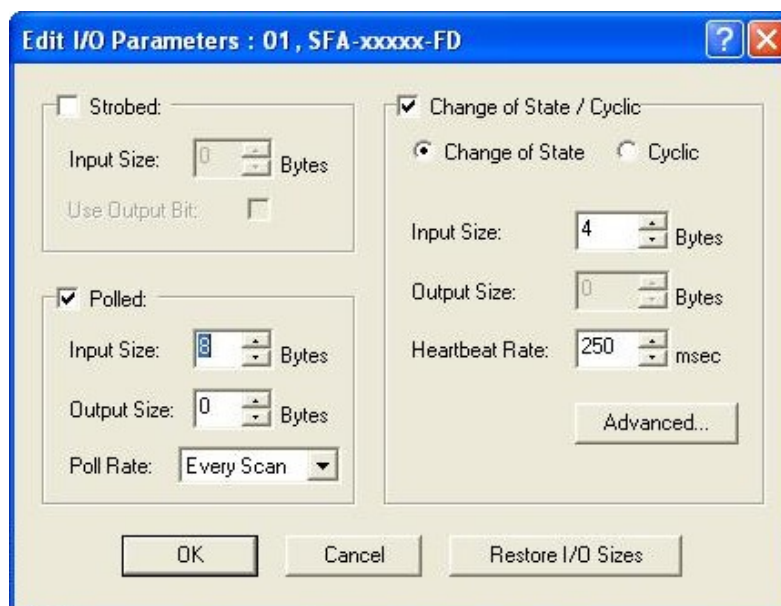 Edit I/O Parameters : 01 , SFA-xxxxx-FD
Strobed:
Input Size: 0 Bytes
Use Output Bit:
Polled:
Input Size: 8 Bytes
Output Size: 0 Bytes
Poll Rate: Every Scan
Change of State / Cyclic
Change of State Cyclic
Input Size: 4 Bytes
Output Size: 0 Bytes
Heartbeat Rate: 250 msec
Advanced...
OK Cancel Restore I/O Sizes